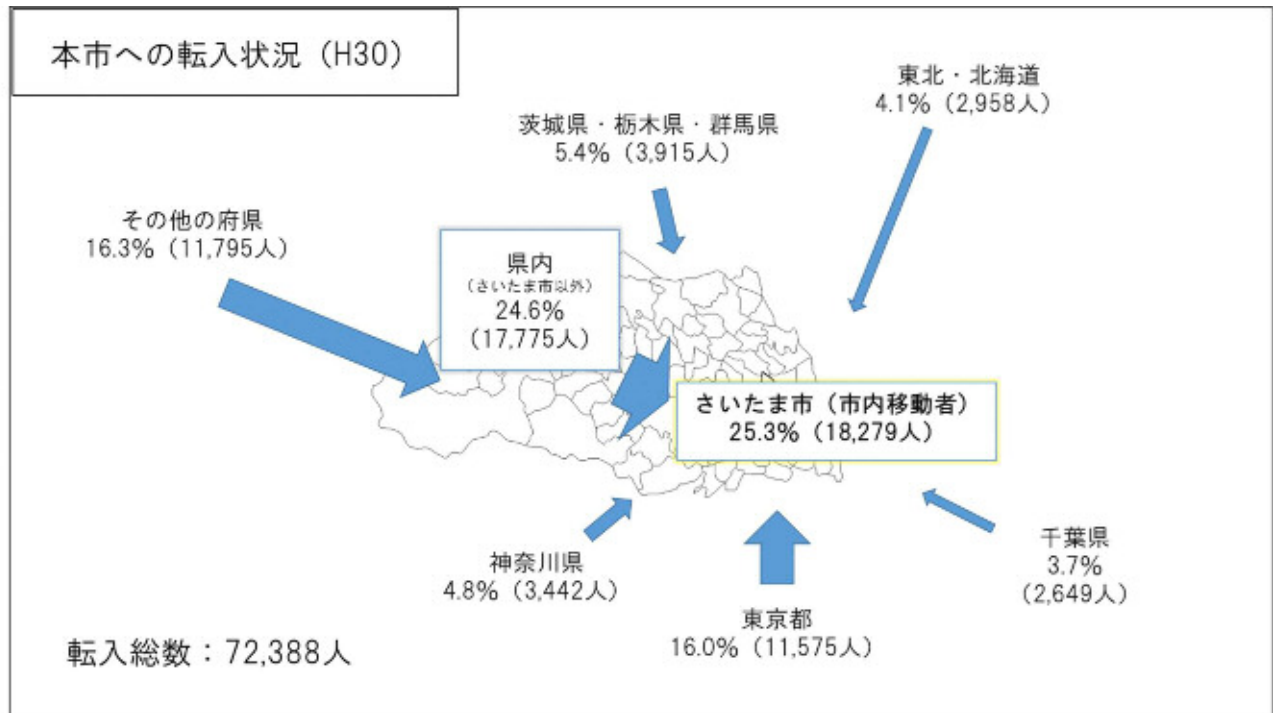 本市への転入状況（H30）
東北・北海道
4.1%（2,958人）
茨城県・栃木県・群馬県
5.4%（3,915人）
その他の府県
16.3%（11,795人）
県内
（さいたま市以外）
24.6%
（17,775人）
さいたま市（市内移動者）
25.3%（18,279人）
神奈川県
4.8%（3,442人）
千葉県
3.7%
（2,649人）
東京都
16.0%（11,575人）
転入総数：72,388人